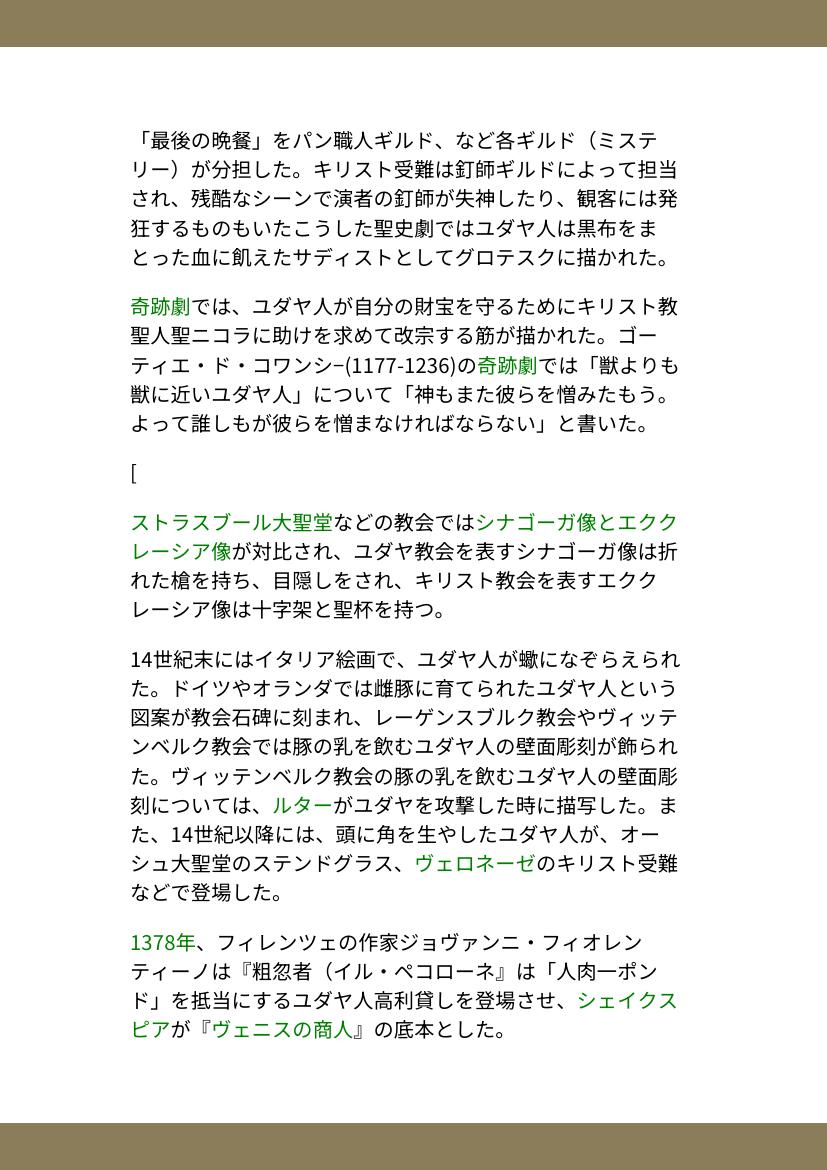 「最後の晩餐」をパン職人ギルド、など各ギルド（ミステ
リー）が分担した。キリスト受難は釘師ギルドによって担当
され、残酷なシーンで演者の釘師が失神したり、観客には発
狂するものもいたこうした聖史劇ではユダヤ人は黒布をま
とった血に飢えたサディストとしてグロテスクに描かれた。
奇跡劇では、ユダヤ人が自分の財宝を守るためにキリスト教
聖人聖ニコラに助けを求めて改宗する筋が描かれた。ゴー
ティエ・ド・コワンシ−(1177-1236)の奇跡劇では「獣よりも
獣に近いユダヤ人」について「神もまた彼らを憎みたもう。
よって誰しもが彼らを憎まなければならない」と書いた。
[
ストラスブール大聖堂などの教会ではシナゴーガ像とエクク
レーシア像が対比され、ユダヤ教会を表すシナゴーガ像は折
れた槍を持ち、目隠しをされ、キリスト教会を表すエクク
レーシア像は十字架と聖杯を持つ。
14世紀末にはイタリア絵画で、ユダヤ人が蠍になぞらえられ
た。ドイツやオランダでは雌豚に育てられたユダヤ人という
図案が教会石碑に刻まれ、レーゲンスブルク教会やヴィッテ
ンベルク教会では豚の乳を飲むユダヤ人の壁面彫刻が飾られ
た。ヴィッテンベルク教会の豚の乳を飲むユダヤ人の壁面彫
刻については、ルターがユダヤを攻撃した時に描写した。ま
た、14世紀以降には、頭に角を生やしたユダヤ人が、オー
シュ大聖堂のステンドグラス、ヴェロネーゼのキリスト受難
などで登場した。
1378年、フィレンツェの作家ジョヴァンニ・フィオレン
ティーノは『粗忽者（イル・ペコローネ』は「人肉一ポン
ド」を抵当にするユダヤ人高利貸しを登場させ、シェイクス
ピアが『ヴェニスの商人』の底本とした。